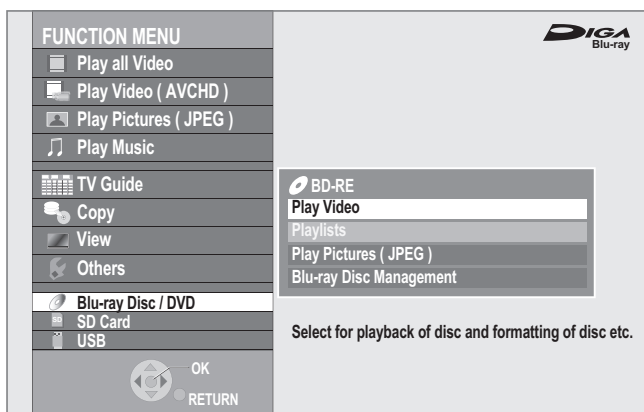 FUNCTION MENU
Play all Video
Play Video ( AVCHD )
Play Pictures ( JPEG )
Play Music
TV Guide
Copy
View
Others
Blu-ray Disc / DVD
SD Card
USB
OK
RETURN
DIGA
Blu-ray
BD-RE
Play Video
Playlists
Play Pictures ( JPEG )
Blu-ray Disc Management
Select for playback of disc and formatting of disc etc.